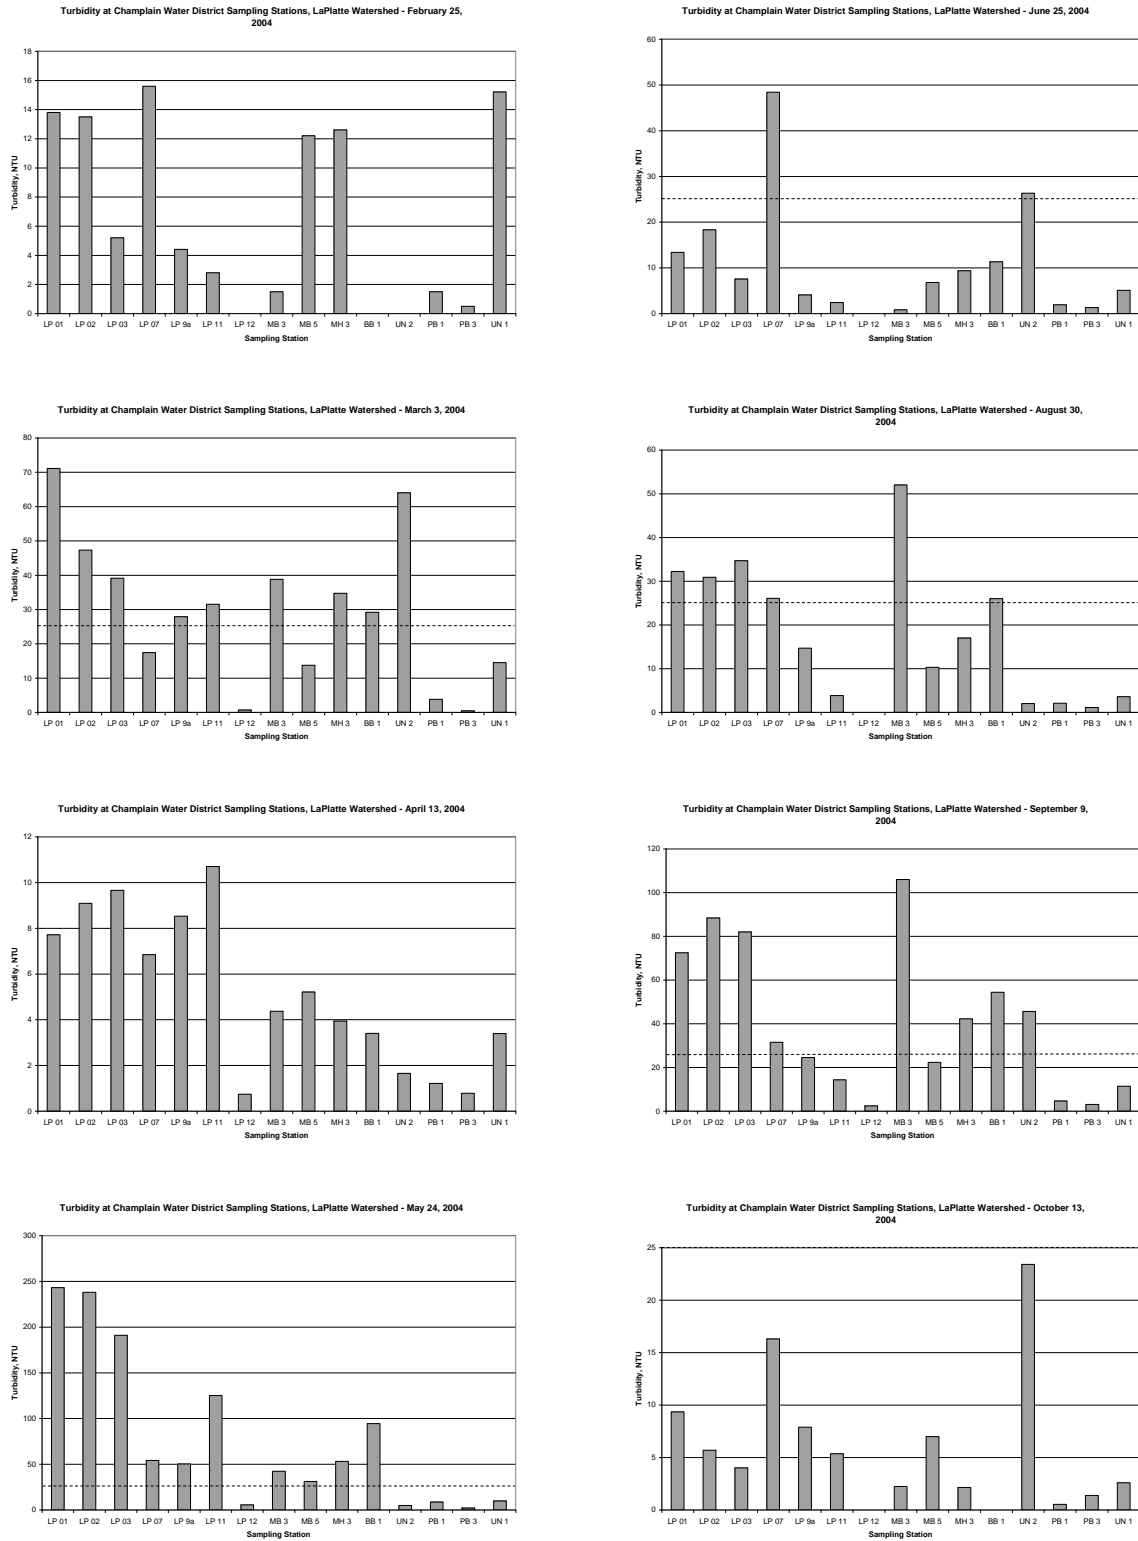 Turbidity at Champlain Water District Sampling Stations, LaPlatte Watershed - February 25,
2004
18
16
14
12
10
8
6
4
2
0
Turbidity, NTU
LP 01 LP 02 LP 03 LP 07 LP 9a LP 11 LP 12 MB 3 MB 5 MH 3 BB 1 UN 2 PB 1 PB 3 UN 1
Sampling Station
Turbidity at Champlain Water District Sampling Stations, LaPlatte Watershed - June 25, 2004
60
50
40
30
20
10
0
Turbidity, NTU
LP 01 LP 02 LP 03 LP 07 LP 9a LP 11 LP 12 MB 3 MB 5 MH 3 BB 1 UN 2 PB 1 PB 3 UN 1
Sampling Station
Turbidity at Champlain Water District Sampling Stations, LaPlatte Watershed - March 3, 2004
80
70
60
50
40
30
20
10
0
Turbidity, NTU
LP 01 LP 02 LP 03 LP 07 LP 9a LP 11 LP 12 MB 3 MB 5 MH 3 BB 1 UN 2 PB 1 PB 3 UN 1
Sampling Station
Turbidity at Champlain Water District Sampling Stations, LaPlatte Watershed - August 30,
2004
60
50
40
30
20
10
0
Turbidity, NTU
LP 01 LP 02 LP 03 LP 07 LP 9a LP 11 LP 12 MB 3 MB 5 MH 3 BB 1 UN 2 PB 1 PB 3 UN 1
Sampling Station
Turbidity at Champlain Water District Sampling Stations, LaPlatte Watershed - April 13, 2004
12
10
8
6
4
2
0
Turbidity, NTU
LP 01 LP 02 LP 03 LP 07 LP 9a LP 11 LP 12 MB 3 MB 5 MH 3 BB 1 UN 2 PB 1 PB 3 UN 1
Sampling Station
Turbidity at Champlain Water District Sampling Stations, LaPlatte Watershed - September 9,
2004
120
100
80
60
40
20
0
Turbidity, NTU
LP 01 LP 02 LP 03 LP 07 LP 9a LP 11 LP 12 MB 3 MB 5 MH 3 BB 1 UN 2 PB 1 PB 3 UN 1
Sampling Station
Turbidity at Champlain Water District Sampling Stations, LaPlatte Watershed - May 24, 2004
300
250
200
150
100
50
0
Turbidity, NTU
LP 01 LP 02 LP 03 LP 07 LP 9a LP 11 LP 12 MB 3 MB 5 MH 3 BB 1 UN 2 PB 1 PB 3 UN 1
Sampling Station
Turbidity at Champlain Water District Sampling Stations, LaPlatte Watershed - October 13,
2004
25
20
15
10
5
0
Turbidity, NTU
LP 01 LP 02 LP 03 LP 07 LP 9a LP 11 LP 12 MB 3 MB 5 MH 3 BB 1 UN 2 PB 1 PB 3 UN 1
Sampling Station